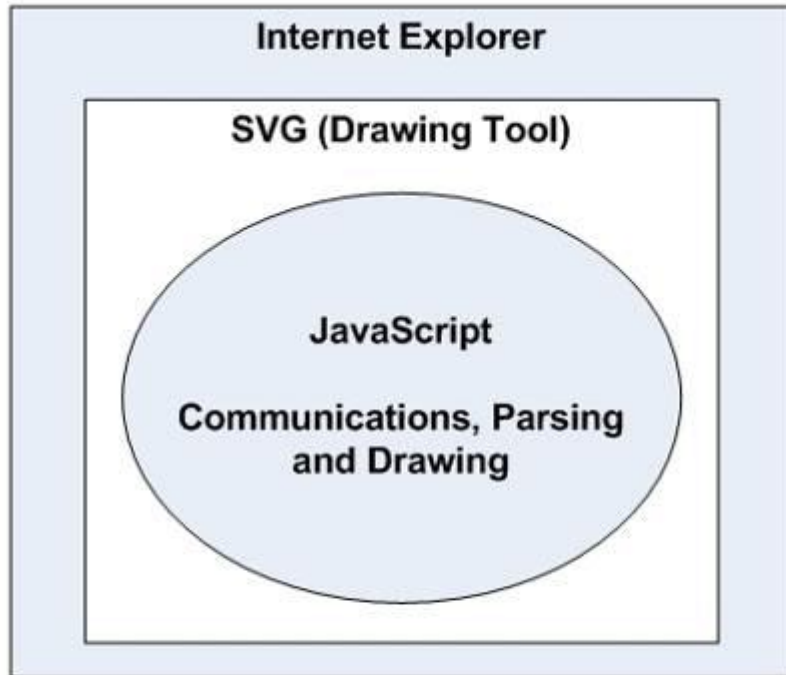 Internet Explorer
SVG (Drawing Tool)
JavaScript
Communications, Parsing
and Drawing